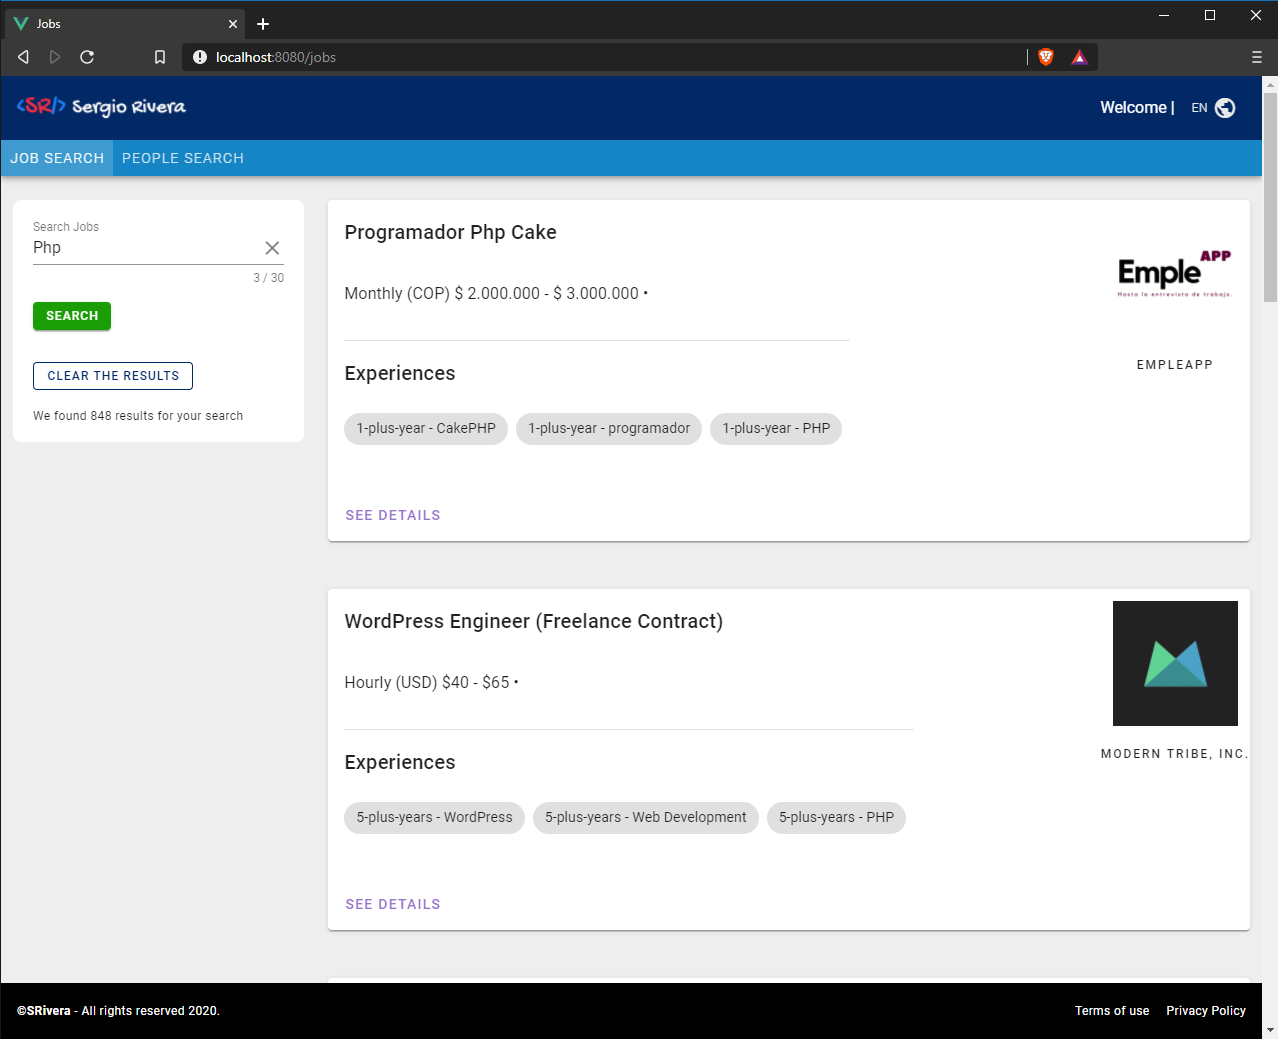 Jobs
localhost:8080/jobs
<SR/> Sergio Rivera
Welcome | EN
JOB SEARCH PEOPLE SEARCH
Search Jobs
Php
3 / 30
SEARCH
CLEAR THE RESULTS
We found 848 results for your search
Programador Php Cake
Monthly (COP) $ 2.000.000 - $ 3.000.000 •
Experiences
1-plus-year - CakePHP 1-plus-year - programador 1-plus-year - PHP
SEE DETAILS
Emple APP
Hasta la entrevista de trabajo.
EMPLEAPP
WordPress Engineer (Freelance Contract)
Hourly (USD) $40 - $65 •
Experiences
5-plus-years - WordPress 5-plus-years - Web Development 5-plus-years - PHP
SEE DETAILS
MODERN TRIBE, INC.
©SRivera - All rights reserved 2020.
Terms of use Privacy Policy